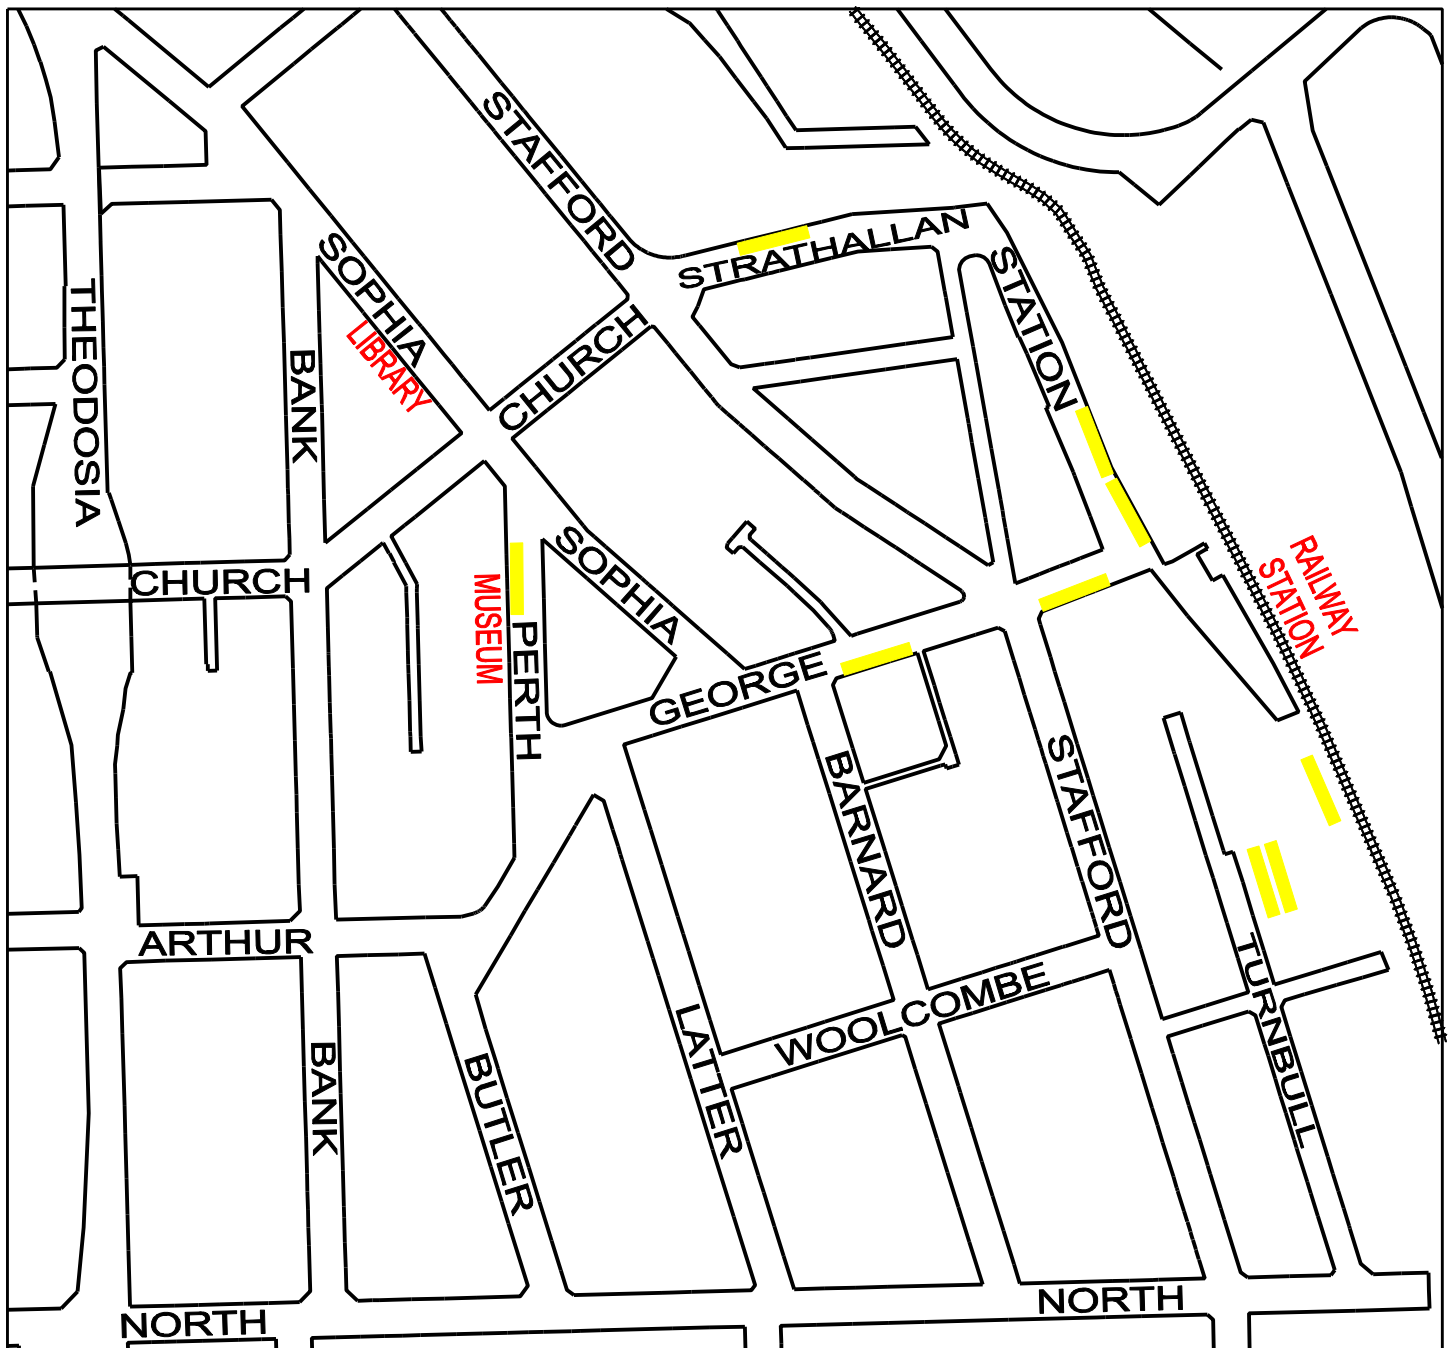 STAFFORD
STRATHALLAN
SOPHIA
STATION
THEODOSIA
LIBRARY
CHURCH
BANK
RAILWAY
STATION
SOPHIA
CHURCH
MUSEUM
PERTH
GEORGE
BARNARD
STAFFORD
ARTHUR
TURNBULL
WOOLCOMBE
LATTER
BANK
BUTLER
NORTH
NORTH